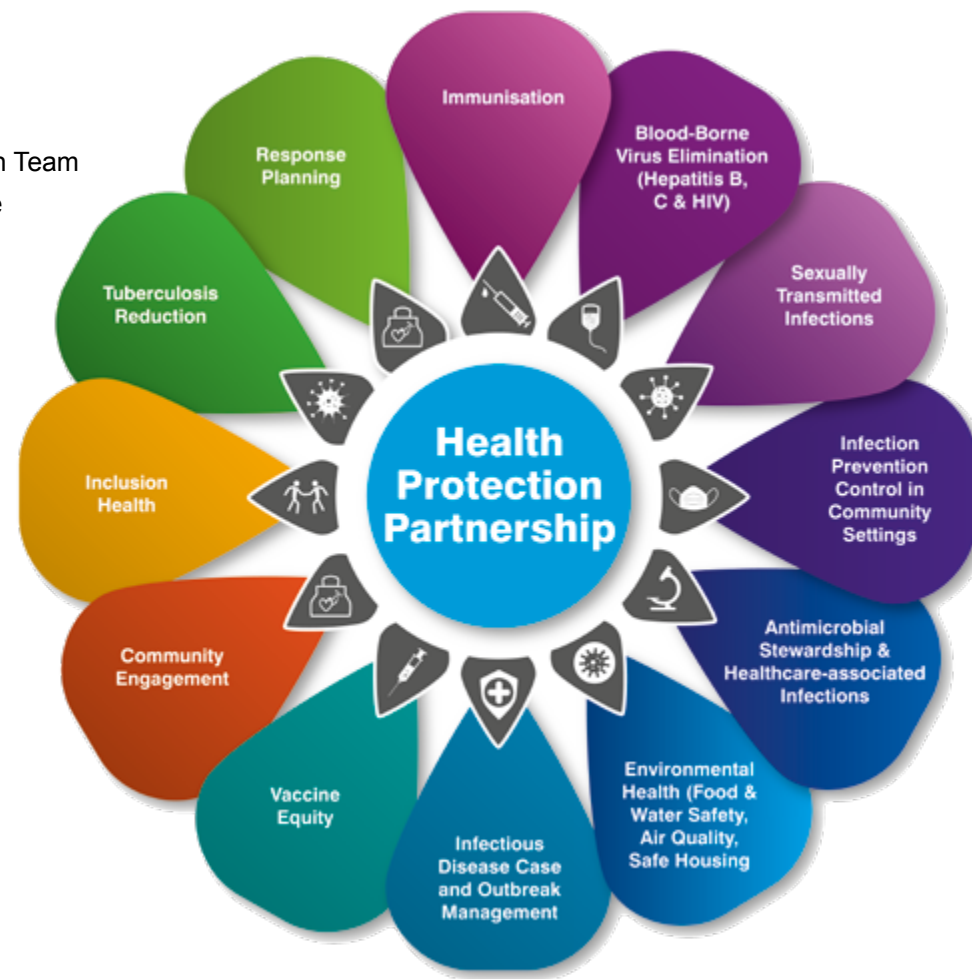 n Team
e
Immunisation
Blood-Borne
Virus Elimination
(Hepatitis B,
C & HIV)
Sexually
Transmitted
Infections
Infection
Prevention
Control in
Community
Settings
Antimicrobial
Stewardship &
Healthcare-associated
Infections
Environmental
Health (Food &
Water Safety,
Air Quality,
Safe Housing
Infectious
Disease Case
and Outbreak
Management
Vaccine
Equity
Community
Engagement
Inclusion
Health
Tuberculosis
Reduction
Response
Planning
Health
Protection
Partnership